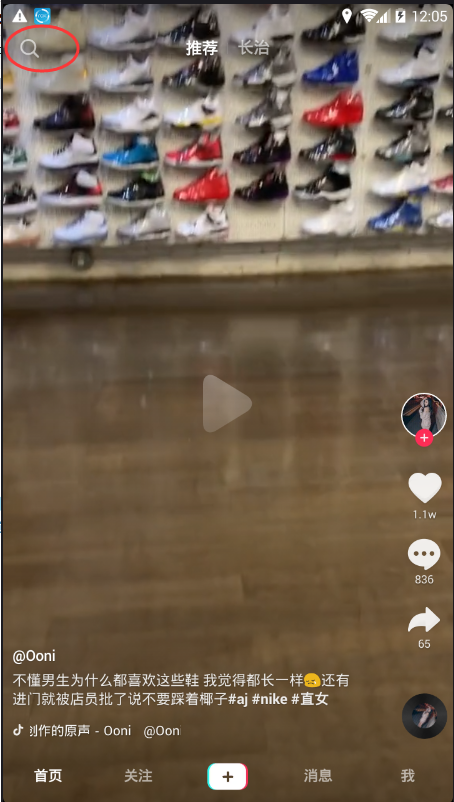 12:05
推荐 长治
1.1w
836
65
@Ooni
不懂男生为什么都喜欢这些鞋 我觉得都长一样😪还有
进门就被店员批了说不要踩着椰子#aj #nike #直女
创作的原声 - Ooni @Oon
首页 关注 消息 我